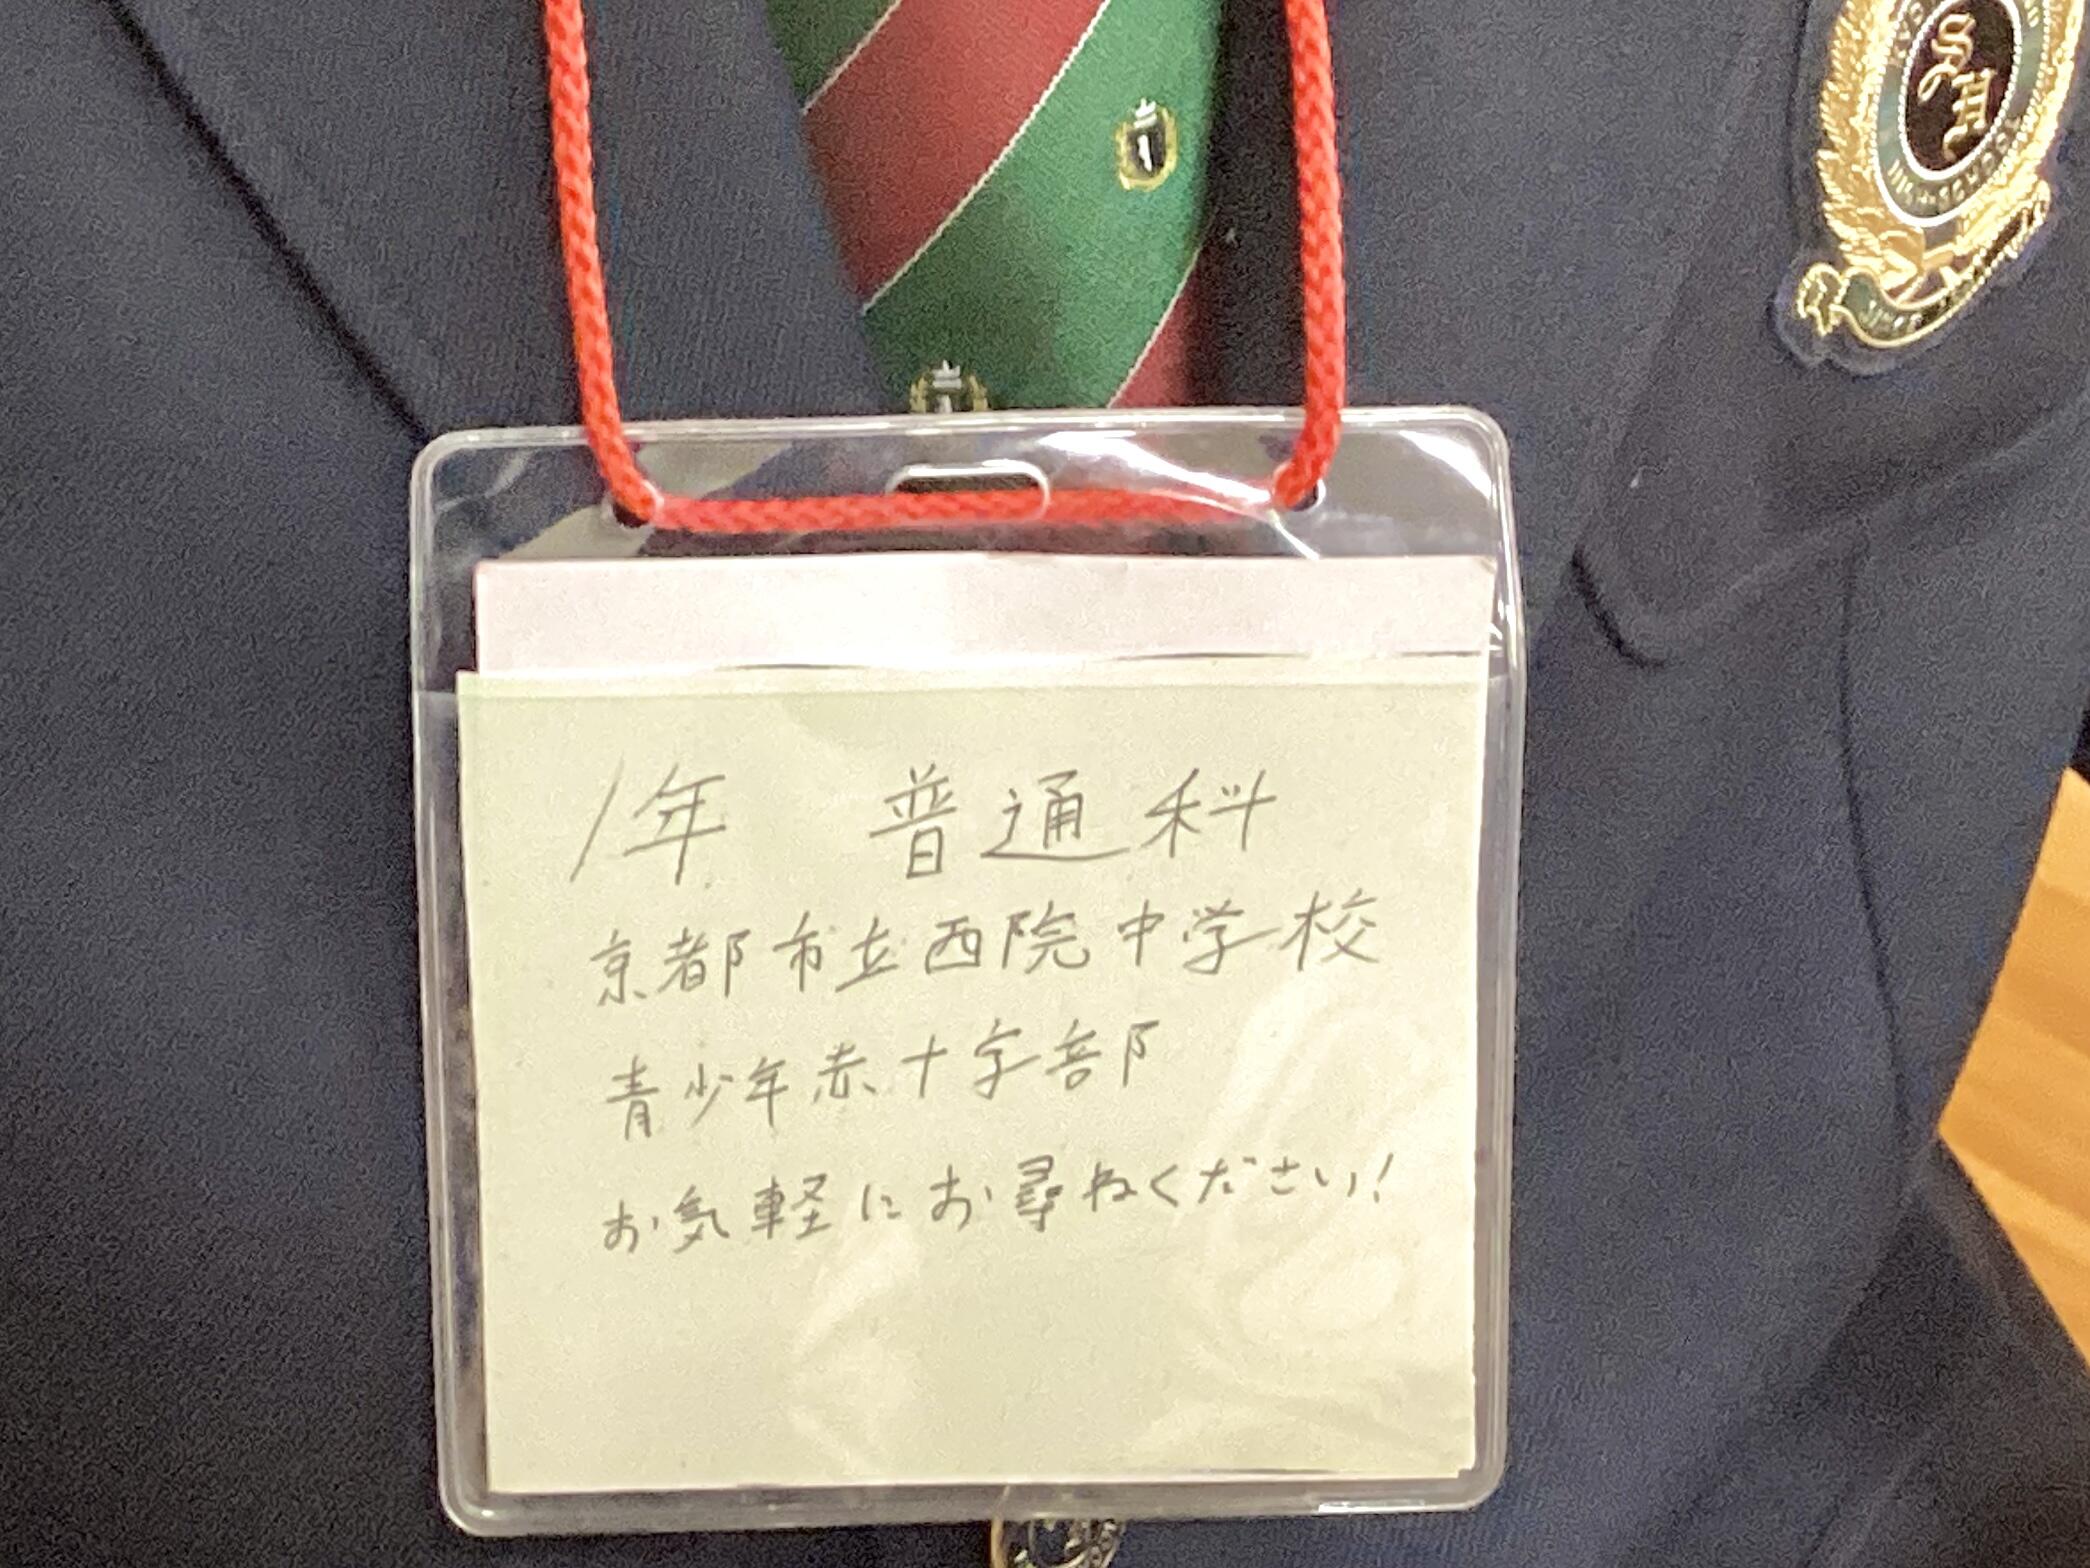 SH
1年 普通科
京都市立西院中学校
青少年赤十字部
お気軽にお尋ねください!